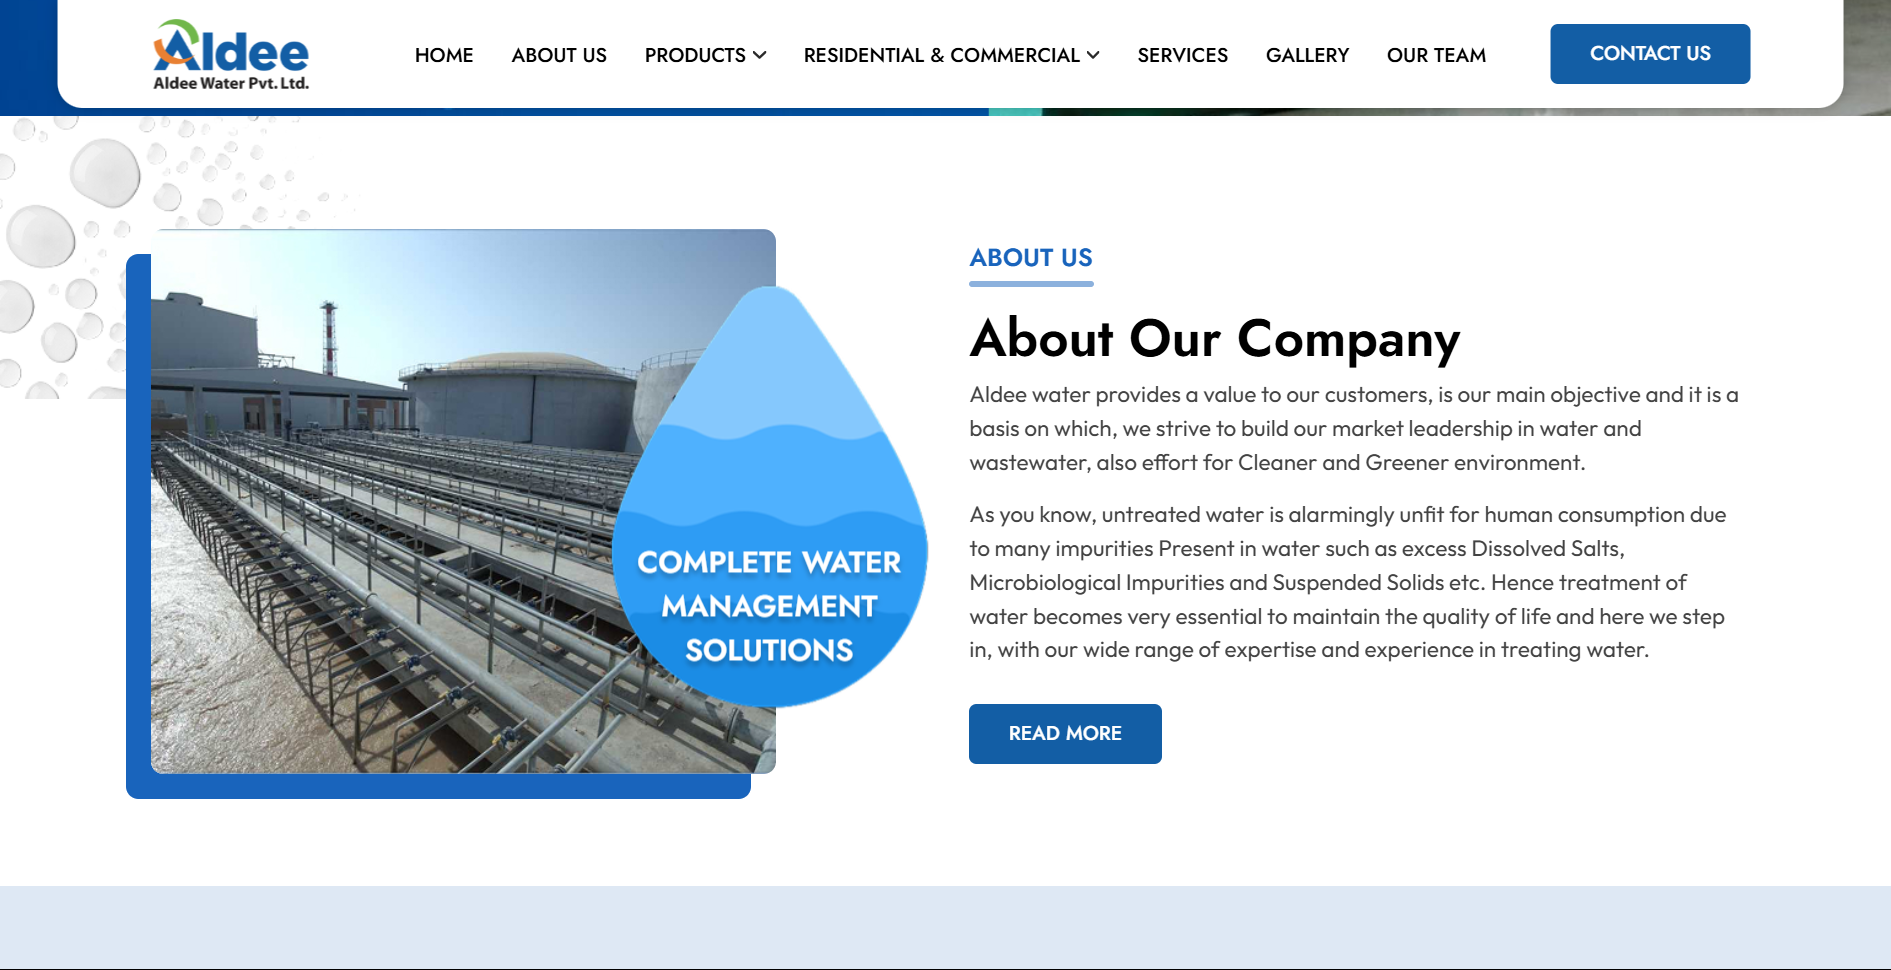 Aldee
Aldee Water Pvt. Ltd.
HOME
ABOUT US
PRODUCTS
RESIDENTIAL & COMMERCIAL
SERVICES
GALLERY
OUR TEAM
CONTACT US
COMPLETE WATER
MANAGEMENT
SOLUTIONS
ABOUT US
About Our Company
Aldee water provides a value to our customers, is our main objective and it is a
basis on which, we strive to build our market leadership in water and
wastewater, also effort for Cleaner and Greener environment.
As you know, untreated water is alarmingly unfit for human consumption due
to many impurities Present in water such as excess Dissolved Salts,
Microbiological Impurities and Suspended Solids etc. Hence treatment of
water becomes very essential to maintain the quality of life and here we step
in, with our wide range of expertise and experience in treating water.
READ MORE